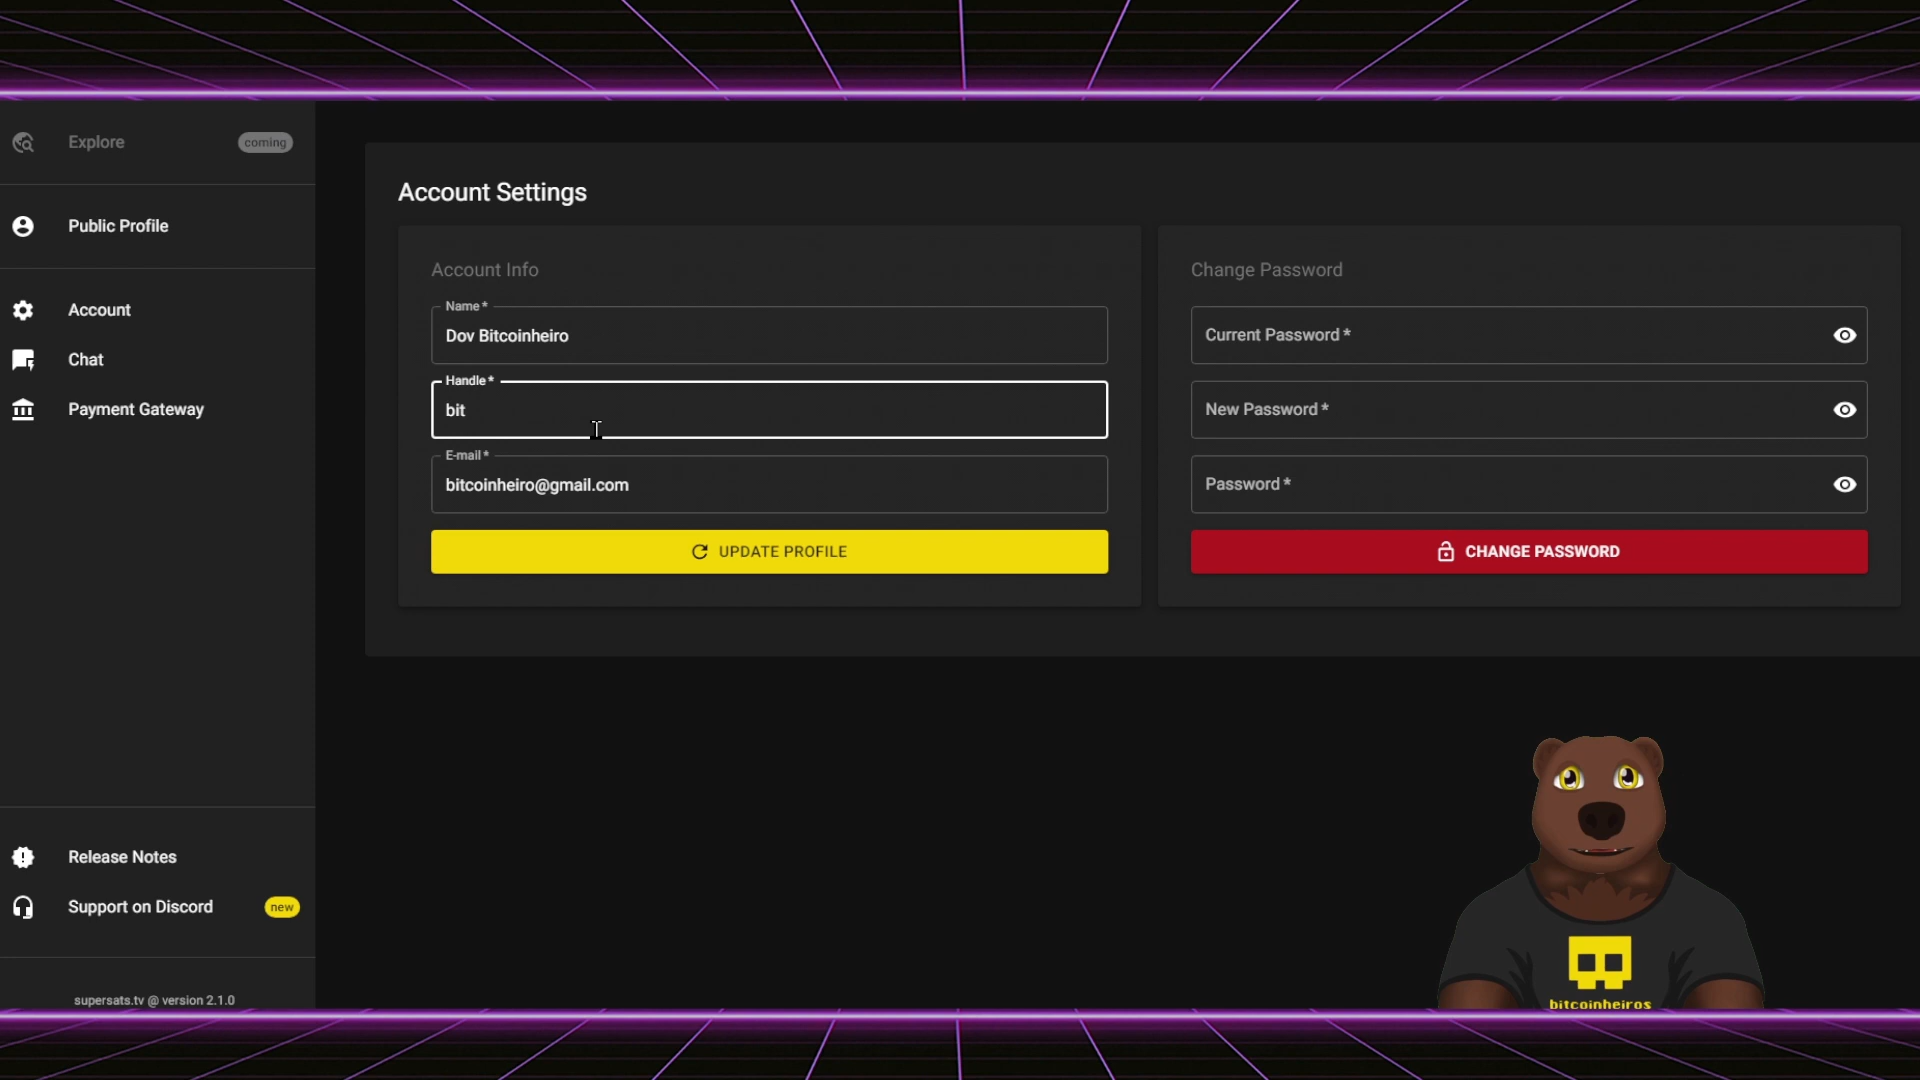 Explore
coming
Public Profile
Account
Chat
Payment Gateway
Release Notes
Support on Discord
new
supersats.tv @ version 2.1.0
Account Settings
Account Info
Name *
Dov Bitcoinheiro
Handle *
bit
E-mail *
bitcoinheiro@gmail.com
UPDATE PROFILE
Change Password
Current Password *
New Password *
Password *
CHANGE PASSWORD
bitcoinheiros